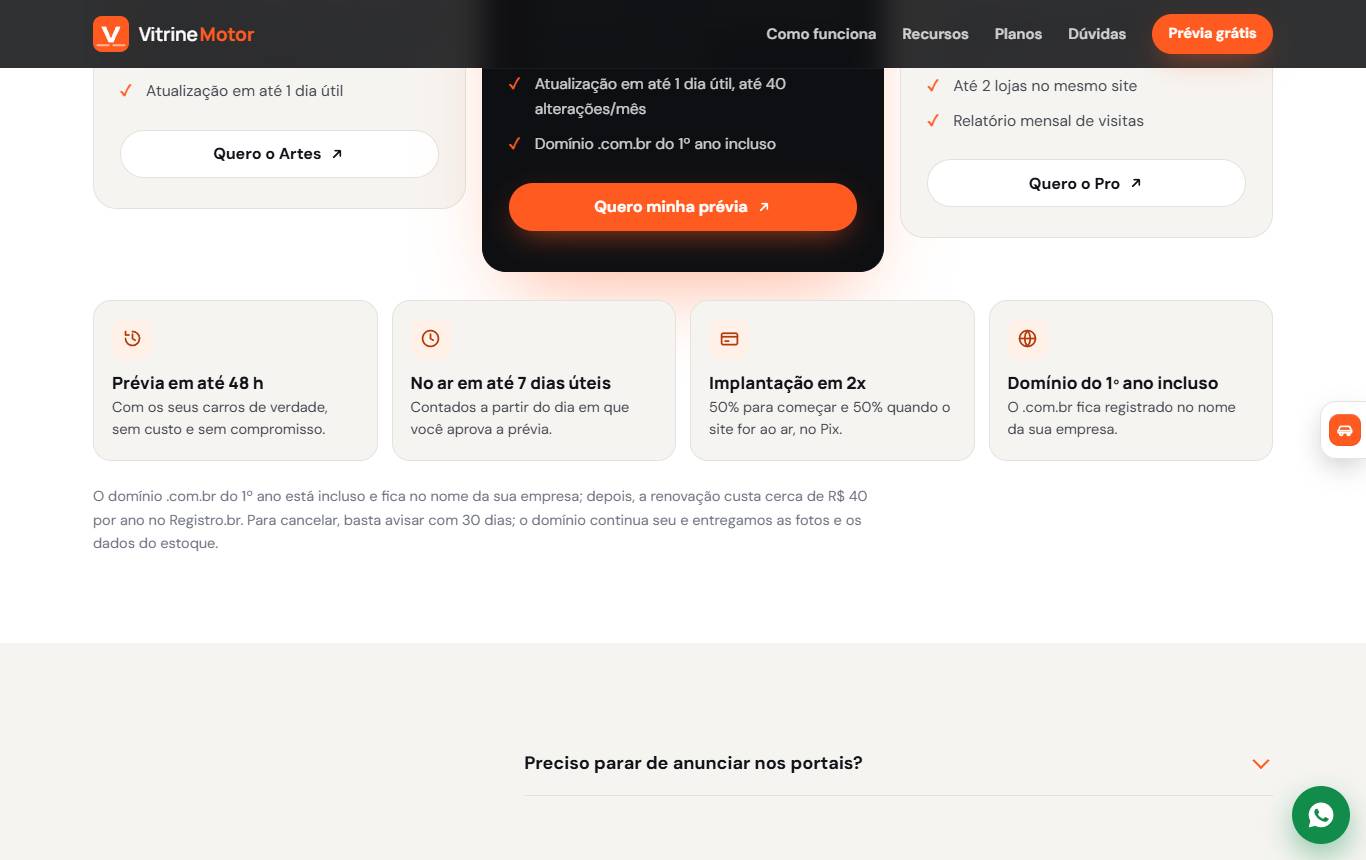 VitrineMotor
Como funciona
Recursos
Planos
Dúvidas
Prévia grátis
Atualização em até 1 dia útil
Quero o Artes
Atualização em até 1 dia útil, até 40
alterações/mês
Domínio .com.br do 1º ano incluso
Quero minha prévia
Até 2 lojas no mesmo site
Relatório mensal de visitas
Quero o Pro
Prévia em até 48 h
Com os seus carros de verdade,
sem custo e sem compromisso.
No ar em até 7 dias úteis
Contados a partir do dia em que
você aprova a prévia.
Implantação em 2x
50% para começar e 50% quando o
site for ao ar, no Pix.
Domínio do 1º ano incluso
O .com.br fica registrado no nome
da sua empresa.
O domínio .com.br do 1º ano está incluso e fica no nome da sua empresa; depois, a renovação custa cerca de R$ 40
por ano no Registro.br. Para cancelar, basta avisar com 30 dias; o domínio continua seu e entregamos as fotos e os
dados do estoque.
Preciso parar de anunciar nos portais?